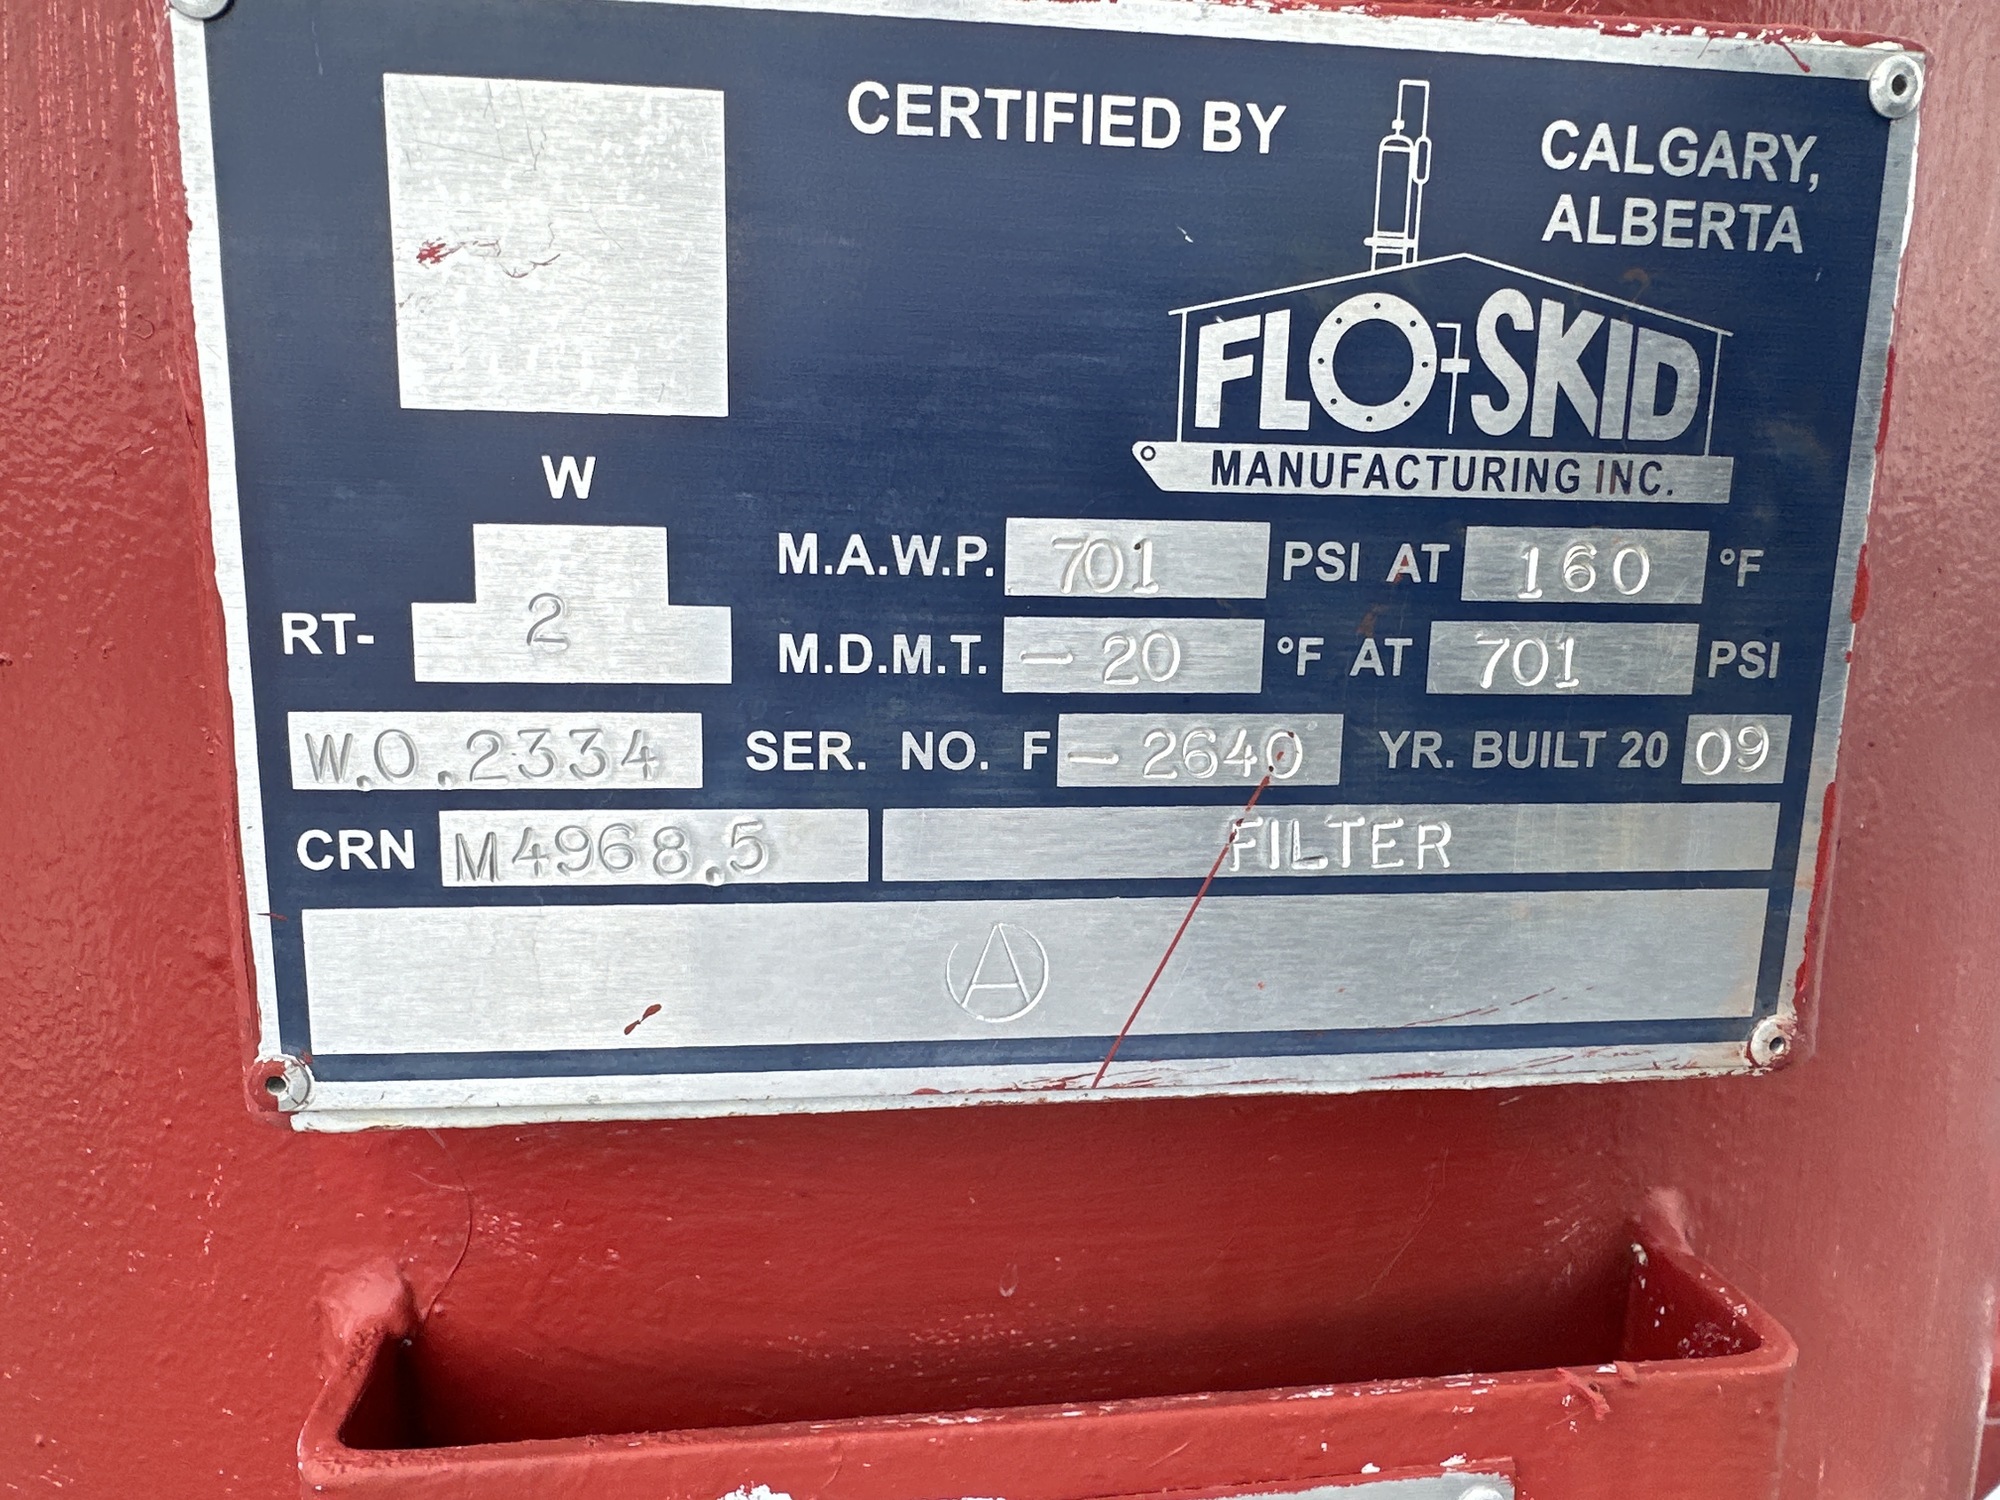 CERTIFIED BY
CALGARY,
ALBERTA
FLO-SKID
MANUFACTURING INC.
W
RT- 2
M.A.W.P. 701 PSI AT 160 °F
M.D.M.T. - 20 °F AT 701 PSI
W.O.2334 SER. NO. F - 2640 YR. BUILT 20 09
CRN M4968.5 FILTER
A